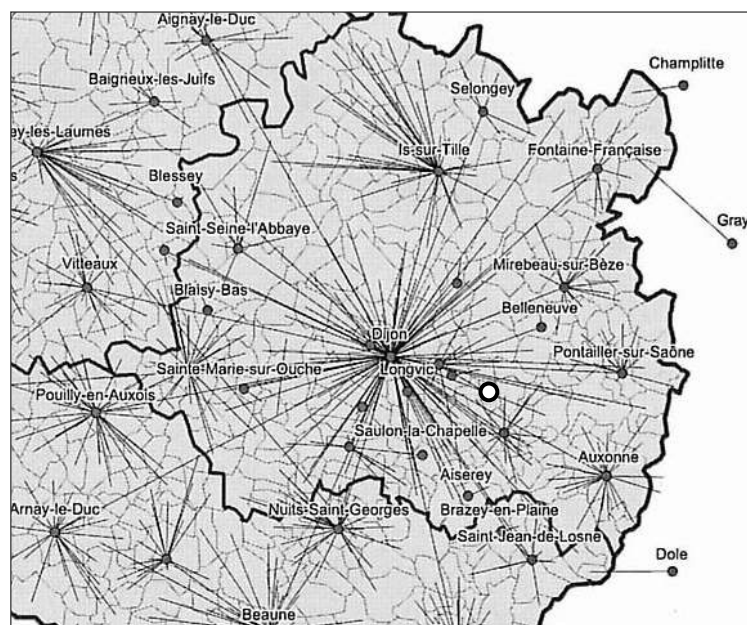 Aignay-le-Duc
Champlitte
Baigneux-les-Juifs
Selongey
ey-les-Laumes
Is-sur-Tille
Fontaine-Française
Blessey
Saint-Seine-l'Abbaye
Gray
Vitteaux
Mirebeau-sur-Bèze
Blaisy-Bas
Belleneuve
Dijon
Pontailler-sur-Saône
Sainte-Marie-sur-Ouche
Longvic
Pouilly-en-Auxois
Saulon-la-Chapelle
Auxonne
Aiserey
Arnay-le-Duc
Nuits-Saint-Georges
Brazey-en-Plaine
Saint-Jean-de-Losne
Dole
Beaune